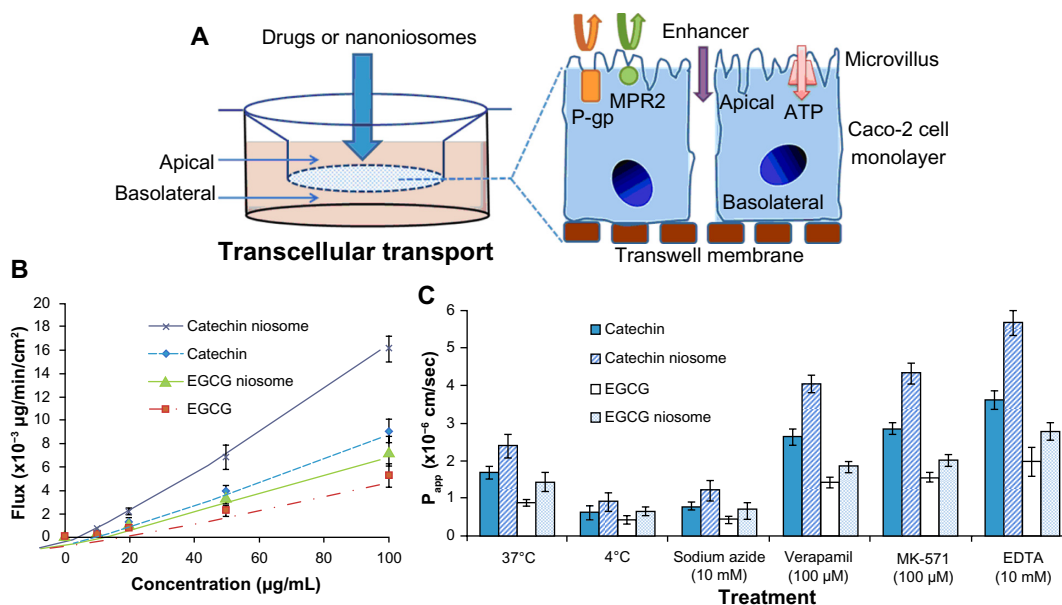 A
Drugs or nanoniosomes
Apical
Basolateral
Transcellular transport
Enhancer
Microvillus
P-gp
MPR2
Apical
ATP
Caco-2 cell
monolayer
Basolateral
Transwell membrane
B
Flux (x10⁻³ µg/min/cm²)
20
18
16
14
12
10
8
6
4
2
0
Catechin niosome
Catechin
EGCG niosome
EGCG
0 20 40 60 80 100
Concentration (µg/mL)
C
P_app (x10⁻⁶ cm/sec)
6
5
4
3
2
1
0
Catechin
Catechin niosome
EGCG
EGCG niosome
37°C 4°C Sodium azide Verapamil MK-571 EDTA
(10 mM) (100 µM) (100 µM) (10 mM)
Treatment